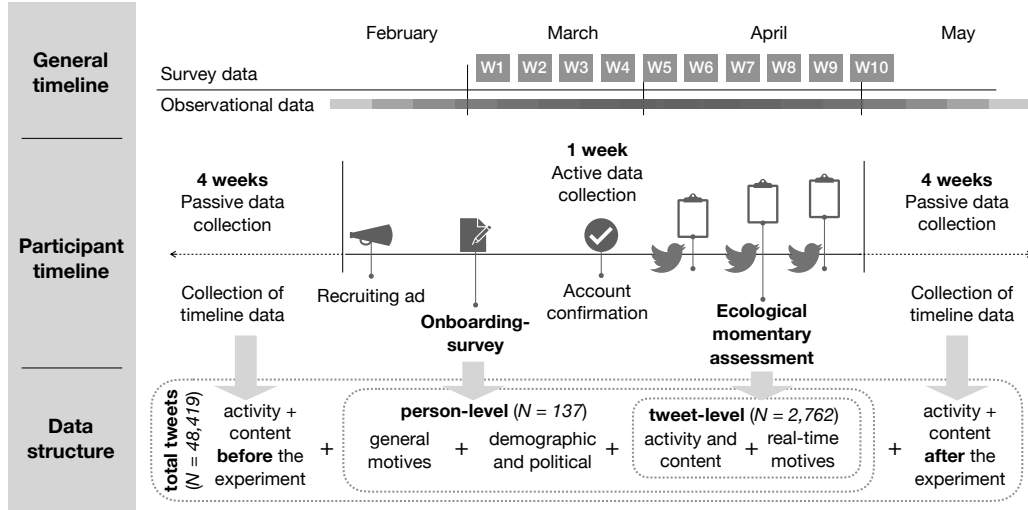 General
timeline
February
March
April
May
Survey data
W1 W2 W3 W4 W5 W6 W7 W8 W9 W10
Observational data
Participant
timeline
4 weeks
Passive data
collection
1 week
Active data
collection
4 weeks
Passive data
collection
Collection of
timeline data
Recruiting ad
Onboarding-
survey
Account
confirmation
Ecological
momentary
assessment
Collection of
timeline data
Data
structure
total tweets
(N = 48,419)
activity +
content
before the
experiment
+
person-level (N = 137)
general
motives
+
demographic
and political
+
tweet-level (N = 2,762)
activity and
content
+
real-time
motives
+
activity +
content
after the
experiment